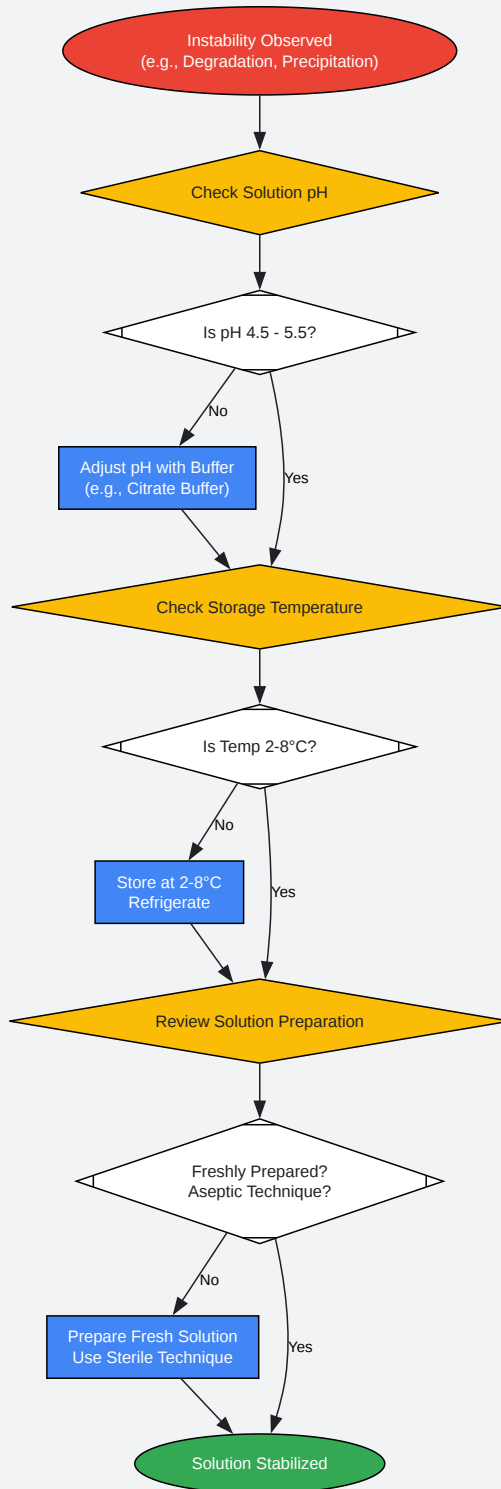 Instability Observed
(e.g., Degradation, Precipitation)
Check Solution pH
Is pH 4.5 - 5.5?
No
Yes
Adjust pH with Buffer
(e.g., Citrate Buffer)
Check Storage Temperature
Is Temp 2-8°C?
No
Yes
Store at 2-8°C
Refrigerate
Review Solution Preparation
Freshly Prepared?
Aseptic Technique?
No
Yes
Prepare Fresh Solution
Use Sterile Technique
Solution Stabilized